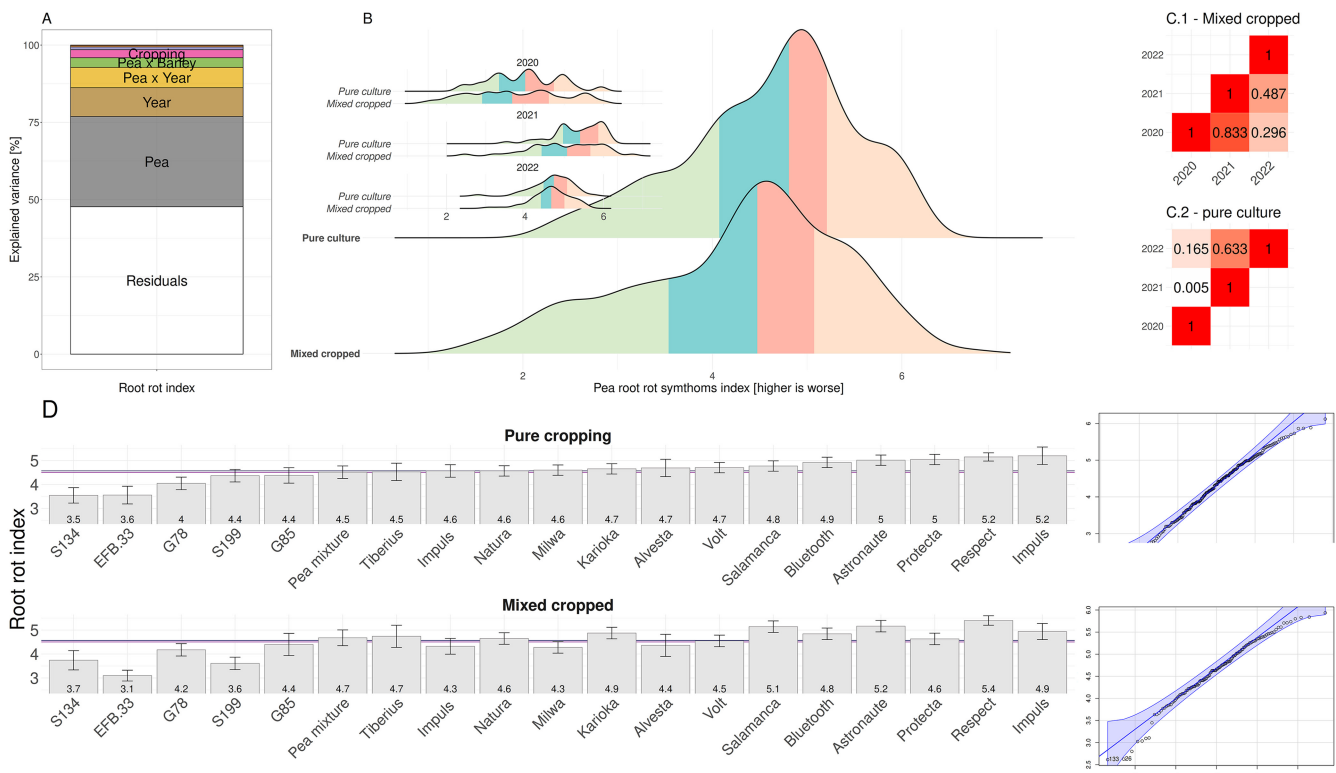 A
100
75
50
25
0
Explained variance [%]
Cropping
Pea x Barley
Pea x Year
Year
Pea
Residuals
Root rot index
B
2020
Pure culture
Mixed cropped
2021
Pure culture
Mixed cropped
2022
Pure culture
Mixed cropped
2 4 6
Pure culture
Mixed cropped
2 4 6
Pea root rot symthoms index [higher is worse]
C.1 - Mixed cropped
2022 1
2021 1 0.487
2020 1 0.833 0.296
2020 2021 2022
C.2 - pure culture
2022 0.165 0.633 1
2021 0.005 1
2020 1
D
Root rot index
Pure cropping
5
4
3
3.5 3.6 4 4.4 4.4 4.5 4.5 4.6 4.6 4.6 4.7 4.7 4.7 4.8 4.9 5 5 5.2 5.2
S134 EFB.33 G78 S199 G85 Pea mixture Tiberius Impuls Natura Milwa Karioka Alvesta Volt Salamanca Bluetooth Astronaute Protecta Respect Impuls
Mixed cropped
5
4
3
3.7 3.1 4.2 3.6 4.4 4.7 4.7 4.3 4.6 4.3 4.9 4.4 4.5 5.1 4.8 5.2 4.6 5.4 4.9
S134 EFB.33 G78 S199 G85 Pea mixture Tiberius Impuls Natura Milwa Karioka Alvesta Volt Salamanca Bluetooth Astronaute Protecta Respect Impuls
6
5
4
3
6.0
5.5
5.0
4.5
4.0
3.5
3.0
2.5